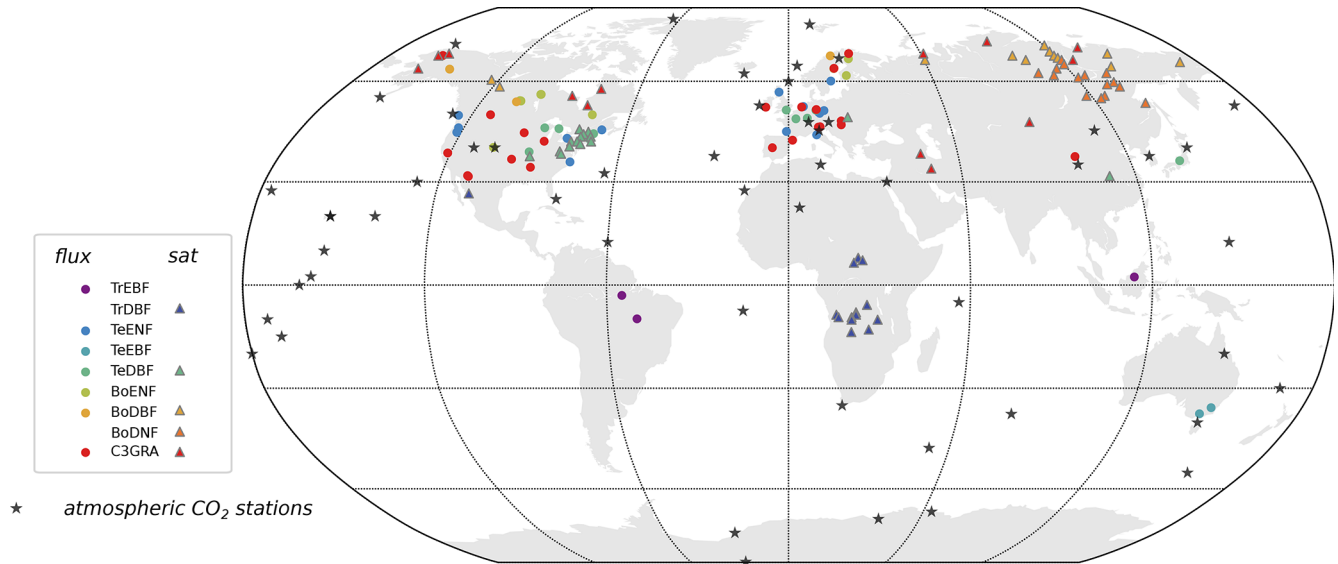 flux sat
TrEBF
TrDBF
TeENF
TeEBF
TeDBF
BoENF
BoDBF
BoDNF
C3GRA
atmospheric CO2 stations